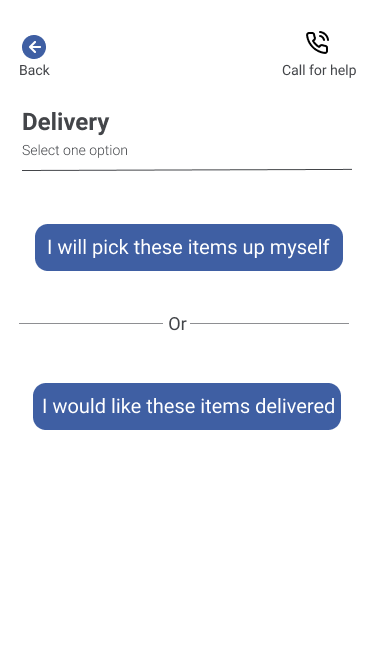 Back
Call for help
Delivery
Select one option
I will pick these items up myself
Or
I would like these items delivered